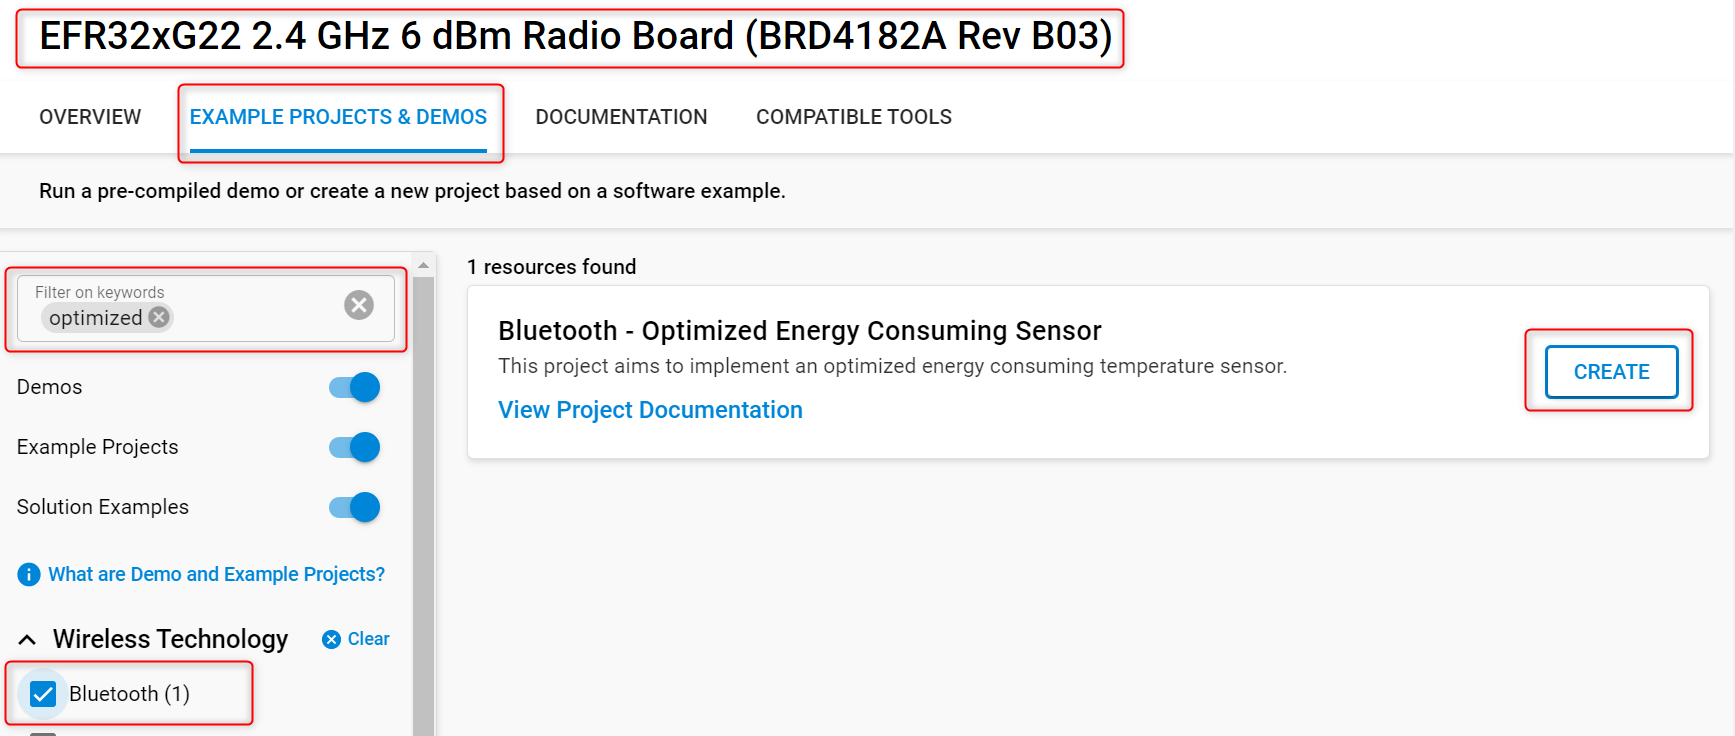 EFR32xG22 2.4 GHz 6 dBm Radio Board (BRD4182A Rev B03)
OVERVIEW EXAMPLE PROJECTS & DEMOS DOCUMENTATION COMPATIBLE TOOLS
Run a pre-compiled demo or create a new project based on a software example.
Filter on keywords
optimized
Demos
Example Projects
Solution Examples
What are Demo and Example Projects?
Wireless Technology Clear
Bluetooth (1)
1 resources found
Bluetooth - Optimized Energy Consuming Sensor
This project aims to implement an optimized energy consuming temperature sensor.
View Project Documentation
CREATE